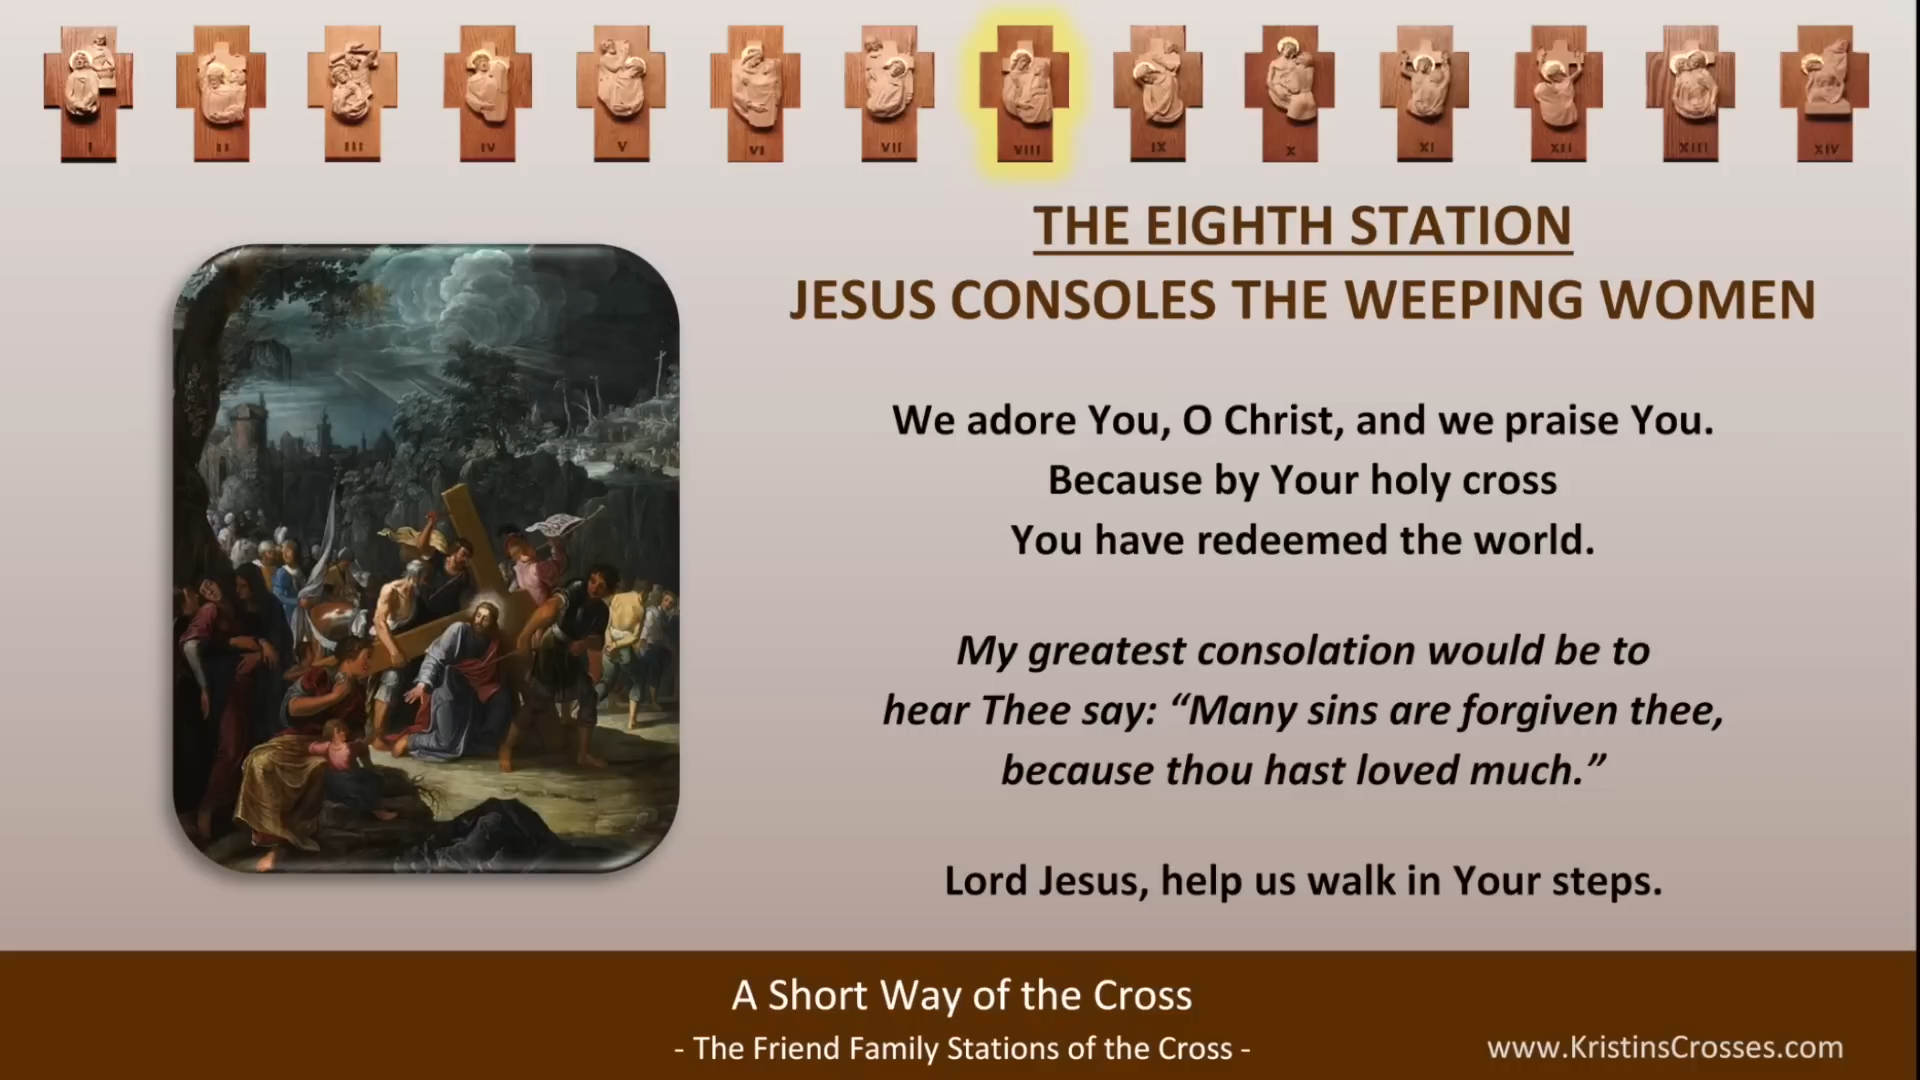 I II III IV V VI VII VIII IX X XI XII XIII XIV
THE EIGHTH STATION
JESUS CONSOLES THE WEEPING WOMEN
We adore You, O Christ, and we praise You.
Because by Your holy cross
You have redeemed the world.
My greatest consolation would be to
hear Thee say: “Many sins are forgiven thee,
because thou hast loved much.”
Lord Jesus, help us walk in Your steps.
A Short Way of the Cross
- The Friend Family Stations of the Cross -
www.KristinsCrosses.com